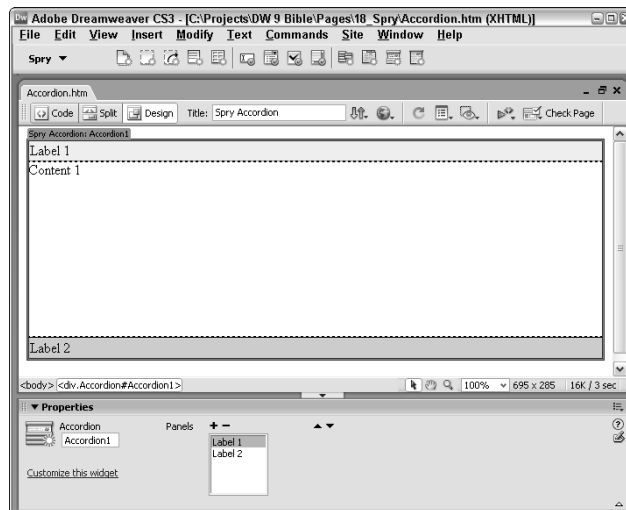 Adobe Dreamweaver CS3 - [C:\Projects\DW 9 Bible\Pages\18_Spry\Accordion.htm (XHTML)]
File Edit View Insert Modify Text Commands Site Window Help
Spry
Accordion.htm
Code Split Design Title: Spry Accordion Check Page
Spry Accordion: Accordion1
Label 1
Content 1
Label 2
<body> <div.Accordion#Accordion1> 100% 695 x 285 16K / 3 sec
Properties
Accordion Panels
Accordion1 Label 1
Label 2
Customize this widget